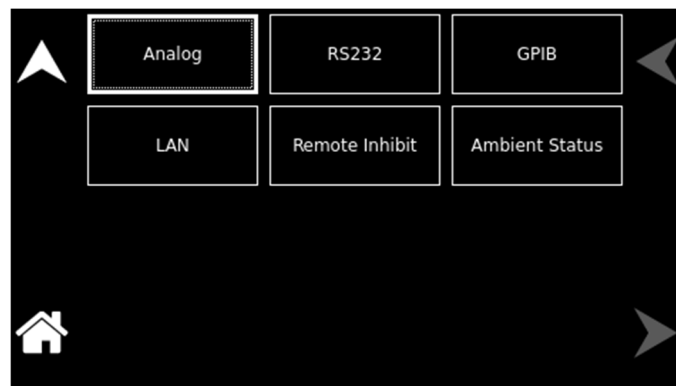 Analog
RS232
GPIB
LAN
Remote Inhibit
Ambient Status